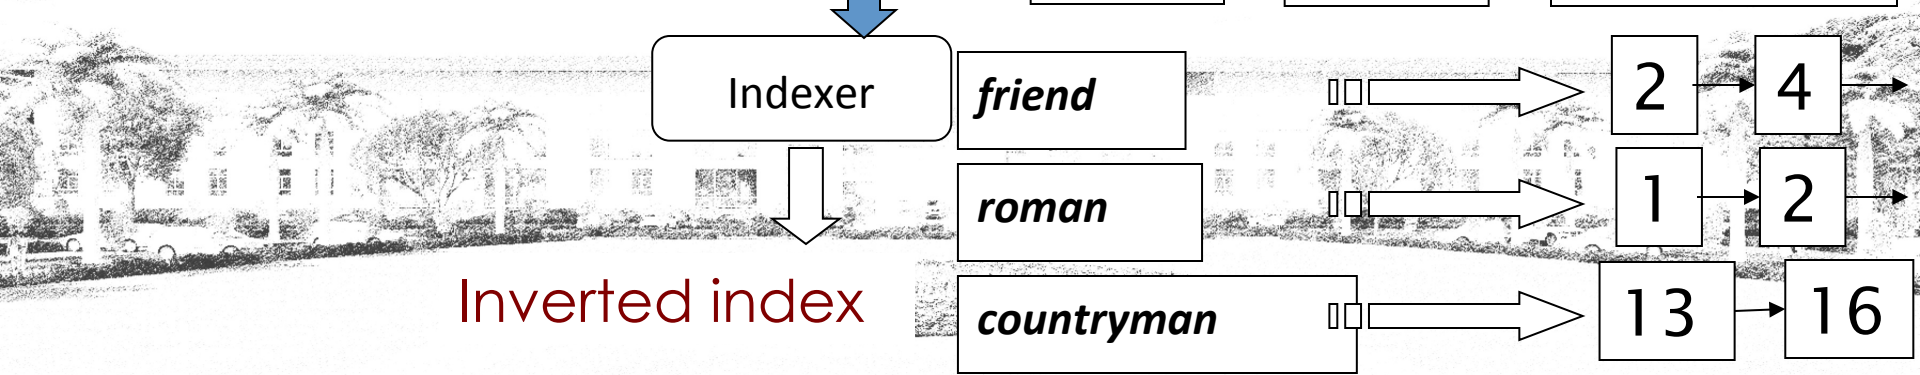 Indexer
friend
2
4
roman
1
2
Inverted index
countryman
13
16